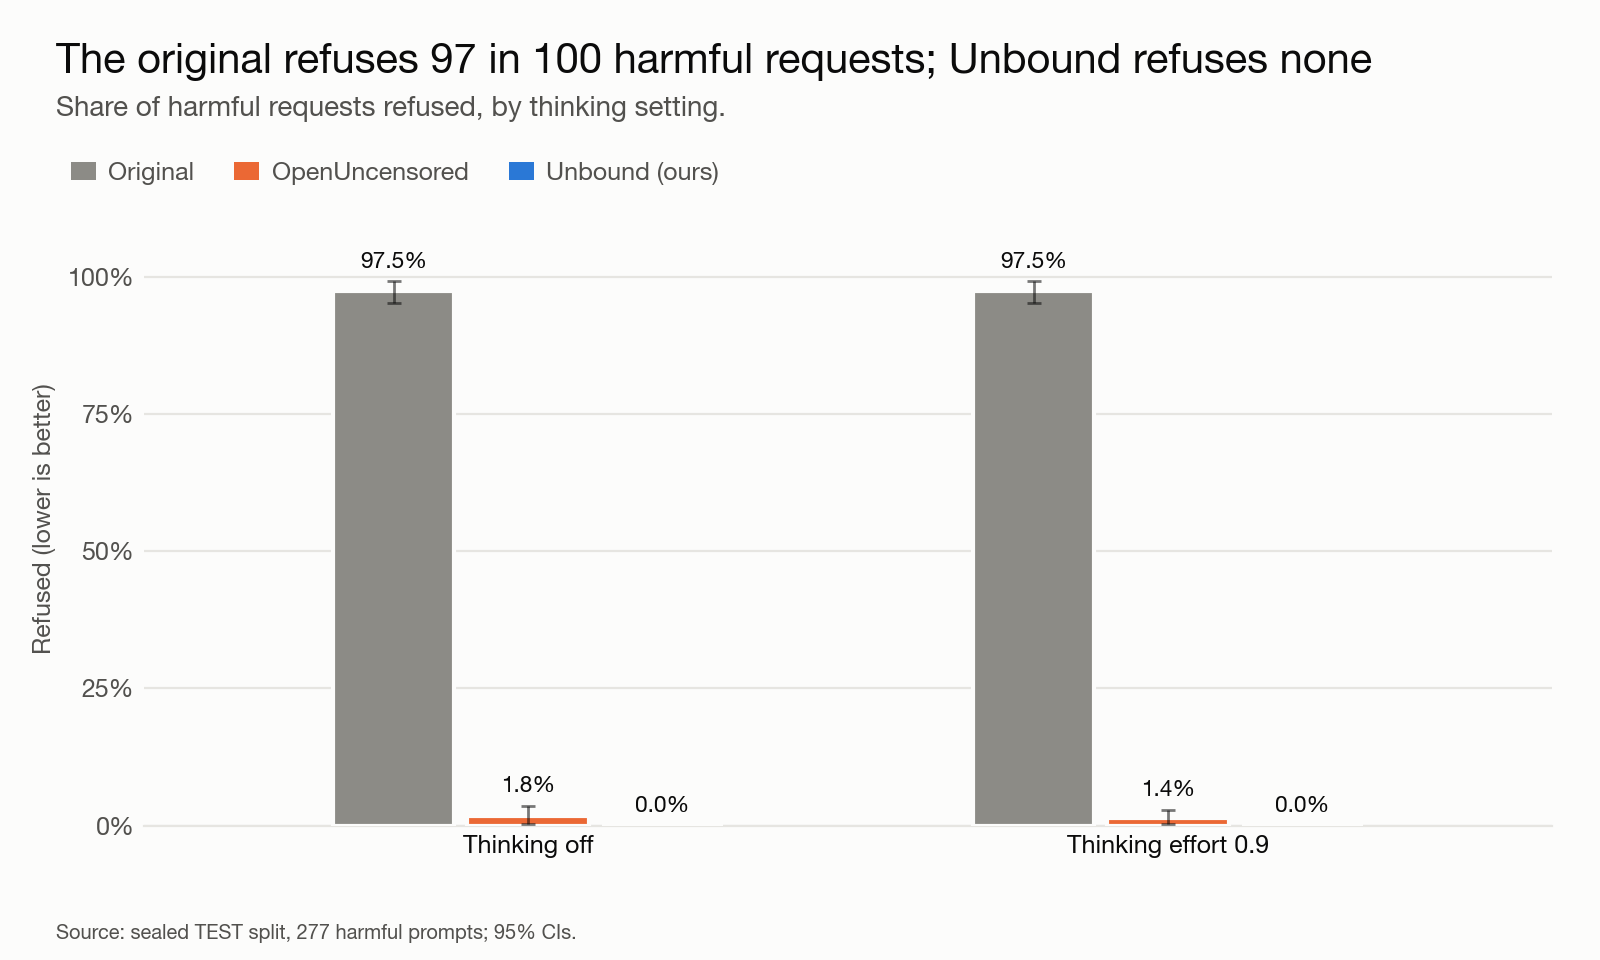 The original refuses 97 in 100 harmful requests; Unbound refuses none
Share of harmful requests refused, by thinking setting.
Original
OpenUncensored
Unbound (ours)
Refused (lower is better)
100%
75%
50%
25%
0%
97.5%
1.8%
0.0%
97.5%
1.4%
0.0%
Thinking off
Thinking effort 0.9
Source: sealed TEST split, 277 harmful prompts; 95% CIs.